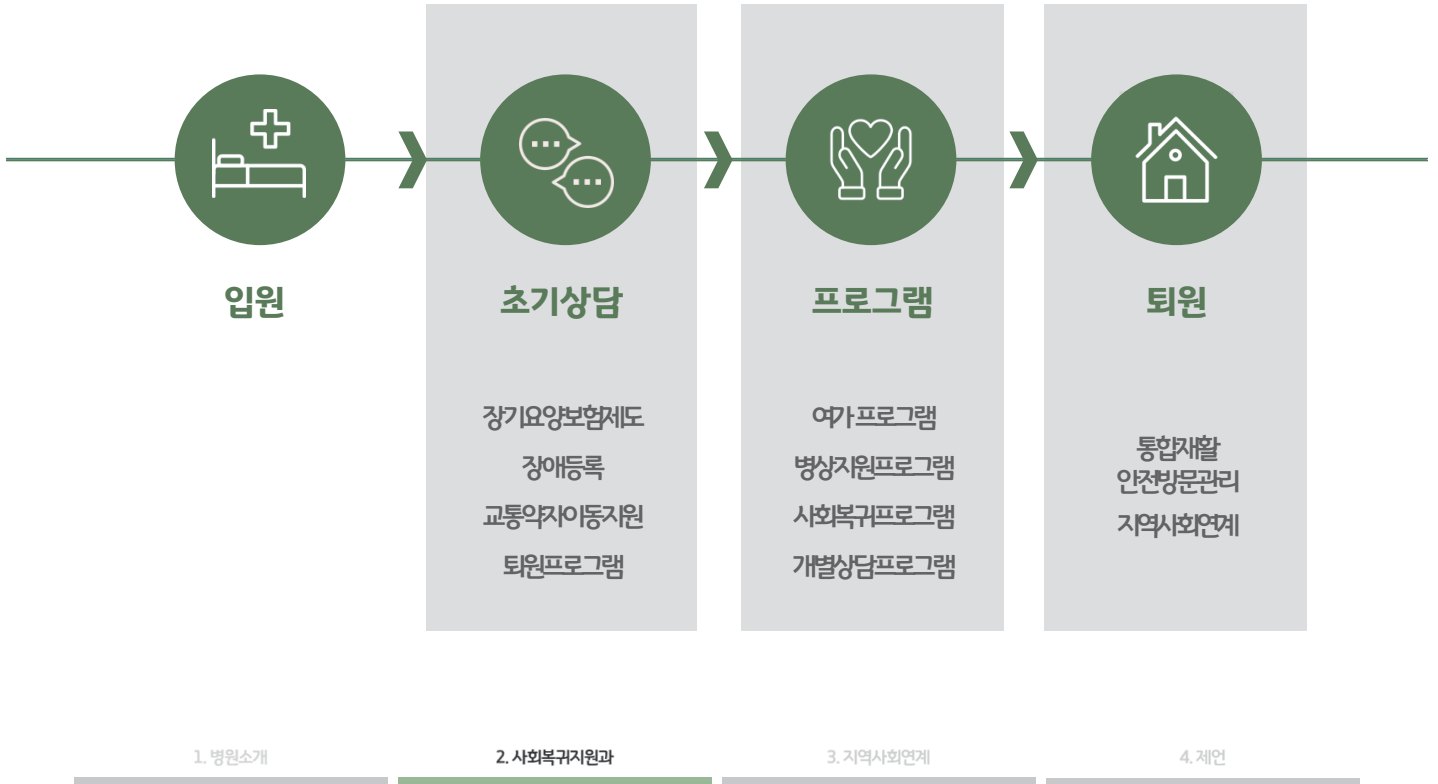 입원
초기상담
프로그램
퇴원
장기요양보험제도
장애등록
교통약자이동지원
퇴원프로그램
여가 프로그램
병상지원프로그램
사회복귀프로그램
개별상담프로그램
통합재활
안전방문관리
지역사회연계
1. 병원소개
2. 사회복귀지원과
3. 지역사회연계
4. 제언